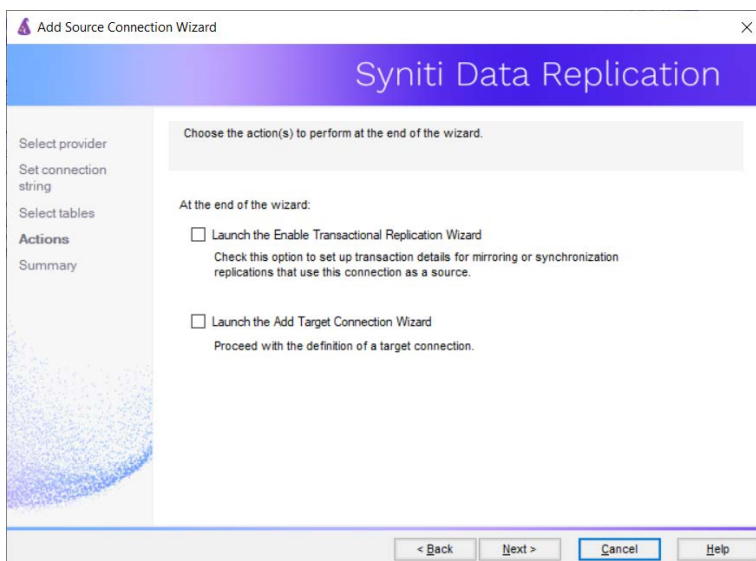 Add Source Connection Wizard
Syniti Data Replication
Select provider
Set connection
string
Select tables
Actions
Summary
Choose the action(s) to perform at the end of the wizard.
At the end of the wizard:
Launch the Enable Transactional Replication Wizard
Check this option to set up transaction details for mirroring or synchronization
replications that use this connection as a source.
Launch the Add Target Connection Wizard
Proceed with the definition of a target connection.
< Back
Next >
Cancel
Help